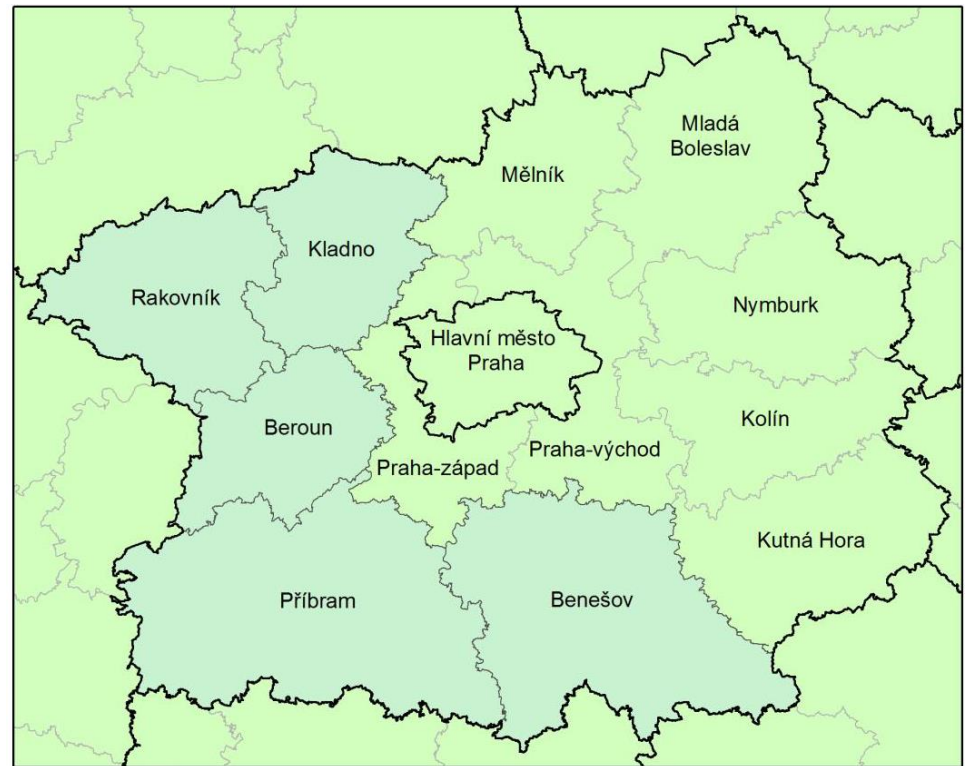 Mladá
Boleslav
Mělník
Kladno
Rakovník
Nymburk
Hlavní město
Praha
Kolín
Beroun
Praha-východ
Praha-západ
Kutná Hora
Příbram
Benešov